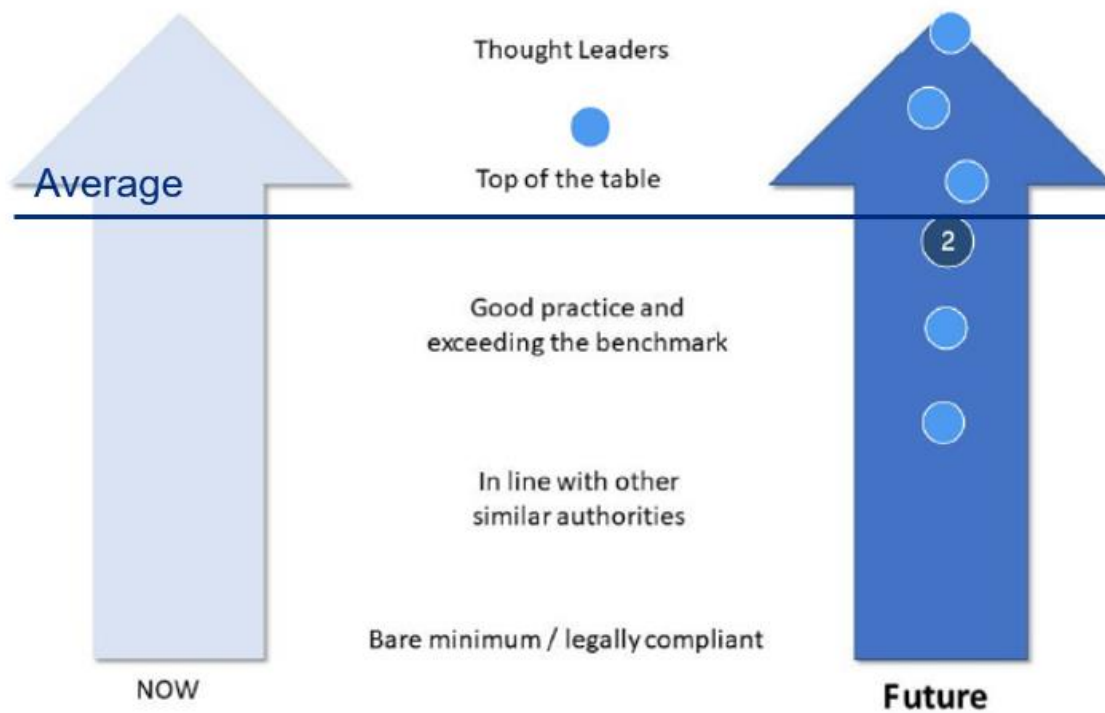 Thought Leaders
Average
Top of the table
2
Good practice and
exceeding the benchmark
In line with other
similar authorities
Bare minimum / legally compliant
NOW
Future